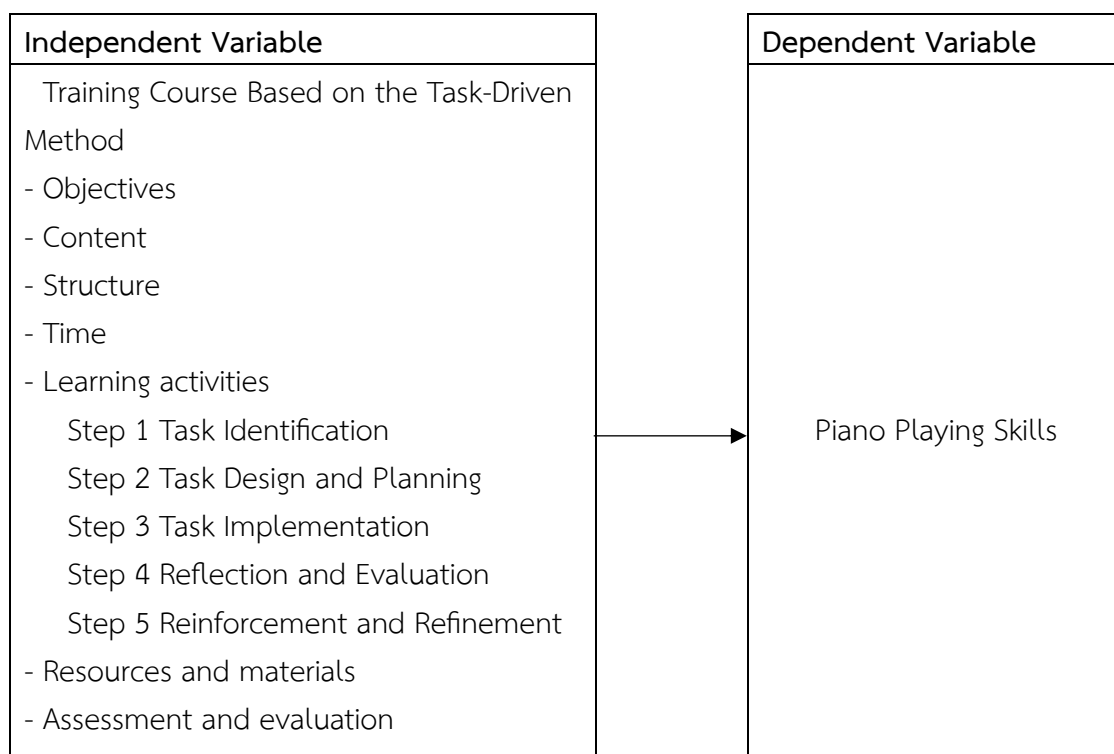 Independent Variable
Training Course Based on the Task-Driven
Method
- Objectives
- Content
- Structure
- Time
- Learning activities
Step 1 Task Identification
Step 2 Task Design and Planning
Step 3 Task Implementation
Step 4 Reflection and Evaluation
Step 5 Reinforcement and Refinement
- Resources and materials
- Assessment and evaluation
Dependent Variable
Piano Playing Skills